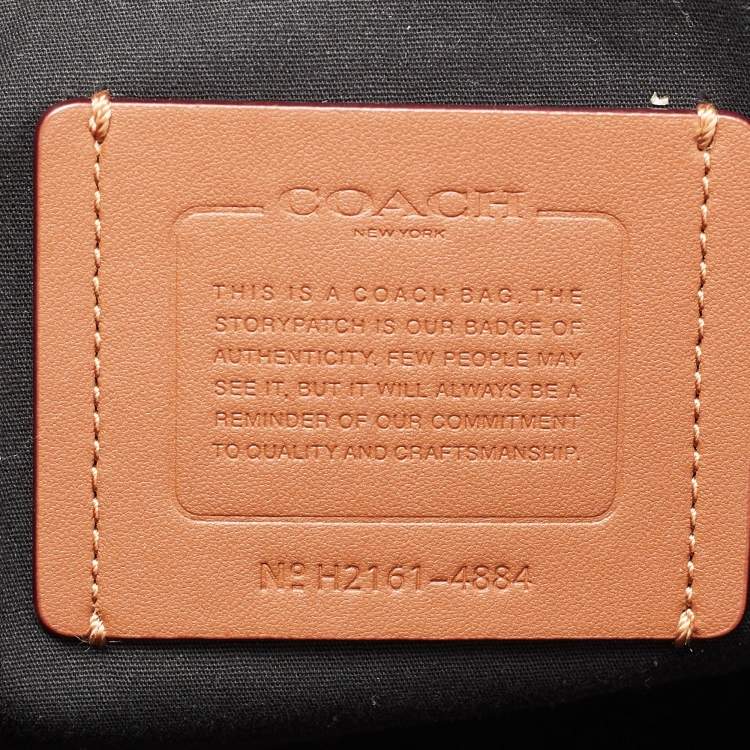 COACH
NEW YORK
THIS IS A COACH BAG. THE
STORYPATCH IS OUR BADGE OF
AUTHENTICITY. FEW PEOPLE MAY
SEE IT, BUT IT WILL ALWAYS BE A
REMINDER OF OUR COMMITMENT
TO QUALITY AND CRAFTSMANSHIP.
Nº H2161-4884